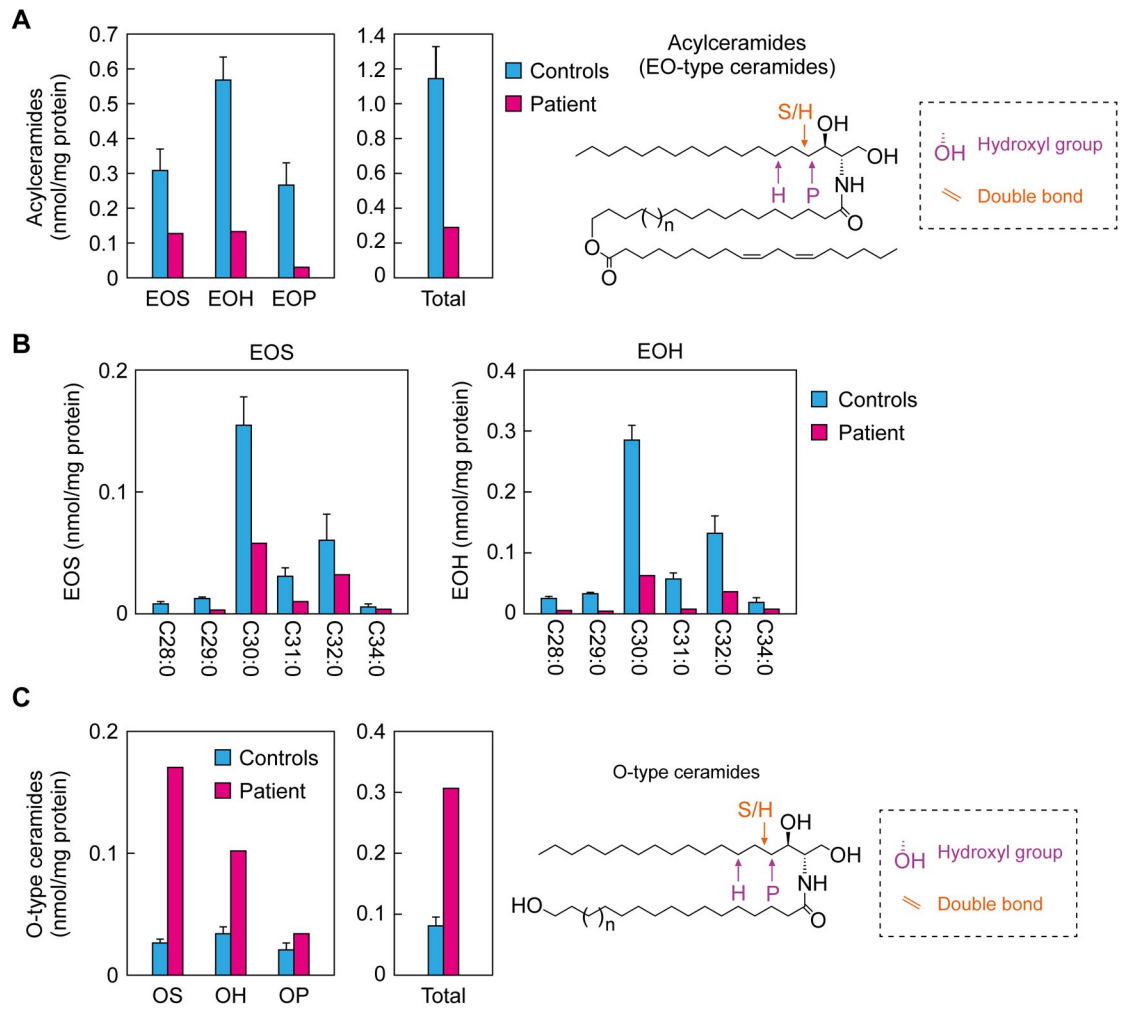 A
Acylceramides
(nmol/mg protein)
0.7
0.6
0.5
0.4
0.3
0.2
0.1
0
EOS EOH EOP
1.4
1.2
1.0
0.8
0.6
0.4
0.2
0
Total
Controls
Patient
Acylceramides
(EO-type ceramides)
S/H
OH
OH
H
P
NH
O
n
O
O
OH Hydroxyl group
Double bond
B
EOS
EOS (nmol/mg protein)
0.2
0.1
0
C28:0
C29:0
C30:0
C31:0
C32:0
C34:0
EOH
EOH (nmol/mg protein)
0.4
0.3
0.2
0.1
0
C28:0
C29:0
C30:0
C31:0
C32:0
C34:0
Controls
Patient
C
O-type ceramides
(nmol/mg protein)
0.2
0.1
0
Controls
Patient
OS OH OP
0.4
0.3
0.2
0.1
0
Total
O-type ceramides
S/H
OH
OH
H
P
NH
HO
n
O
OH Hydroxyl group
Double bond